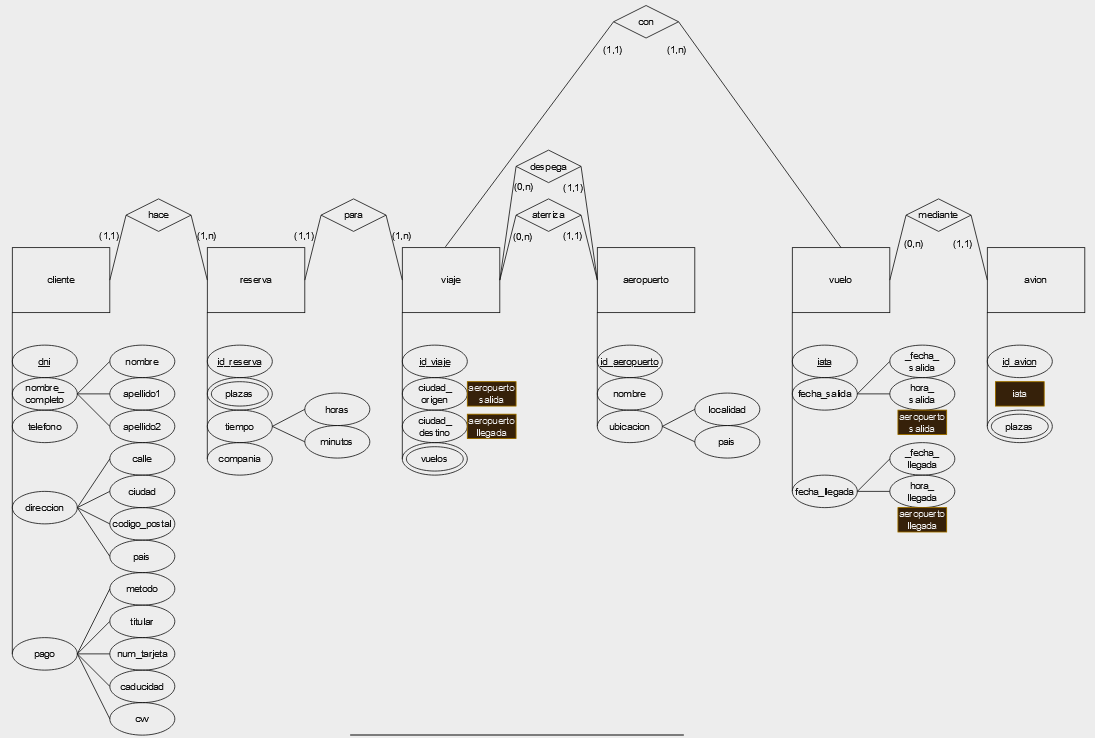 con
(1,1)
(1,n)
despega
(0,n)
(1,1)
hace
para
aterriza
mediante
(1,1)
(1,n)
(1,1)
(1,n)
(0,n)
(1,1)
(0,n)
(1,1)
cliente
reserva
viaje
aeropuerto
vuelo
avion
dni
nombre_
completo
telefono
direccion
pago
nombre
apellido1
apellido2
calle
ciudad
codigo_postal
pais
metodo
titular
num_tarjeta
caducidad
cvv
id_reserva
plazas
tiempo
compania
horas
minutos
id_viaje
ciudad_
origen
aeropuerto
salida
ciudad_
destino
aeropuerto
llegada
vuelos
id_aeropuerto
nombre
ubicacion
localidad
pais
iata
fecha_salida
_fecha_
salida
hora_
salida
aeropuerto
salida
fecha_llegada
_fecha_
llegada
hora_
llegada
aeropuerto
llegada
id_avion
iata
plazas